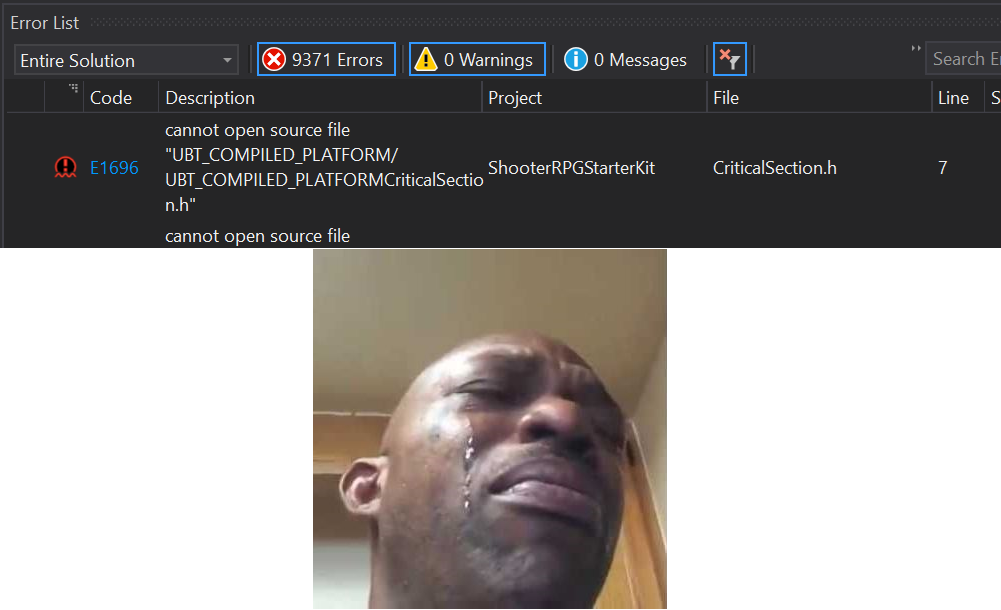 Error List
Entire Solution
9371 Errors
0 Warnings
0 Messages
Search E
Code Description Project File Line S
cannot open source file
"UBT_COMPILED_PLATFORM/
UBT_COMPILED_PLATFORMCriticalSectio
n.h"
E1696
ShooterRPGStarterKit
CriticalSection.h
7
cannot open source file